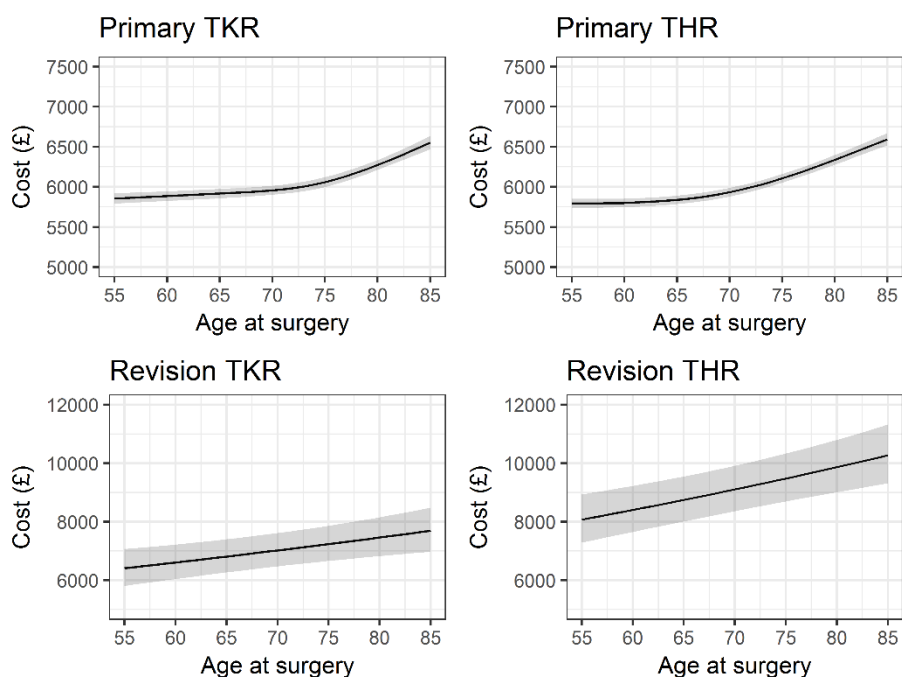 Primary TKR
7500
7000
6500
6000
5500
5000
Cost (£)
55 60 65 70 75 80 85
Age at surgery
Primary THR
7500
7000
6500
6000
5500
5000
Cost (£)
55 60 65 70 75 80 85
Age at surgery
Revision TKR
12000
10000
8000
6000
Cost (£)
55 60 65 70 75 80 85
Age at surgery
Revision THR
12000
10000
8000
6000
Cost (£)
55 60 65 70 75 80 85
Age at surgery